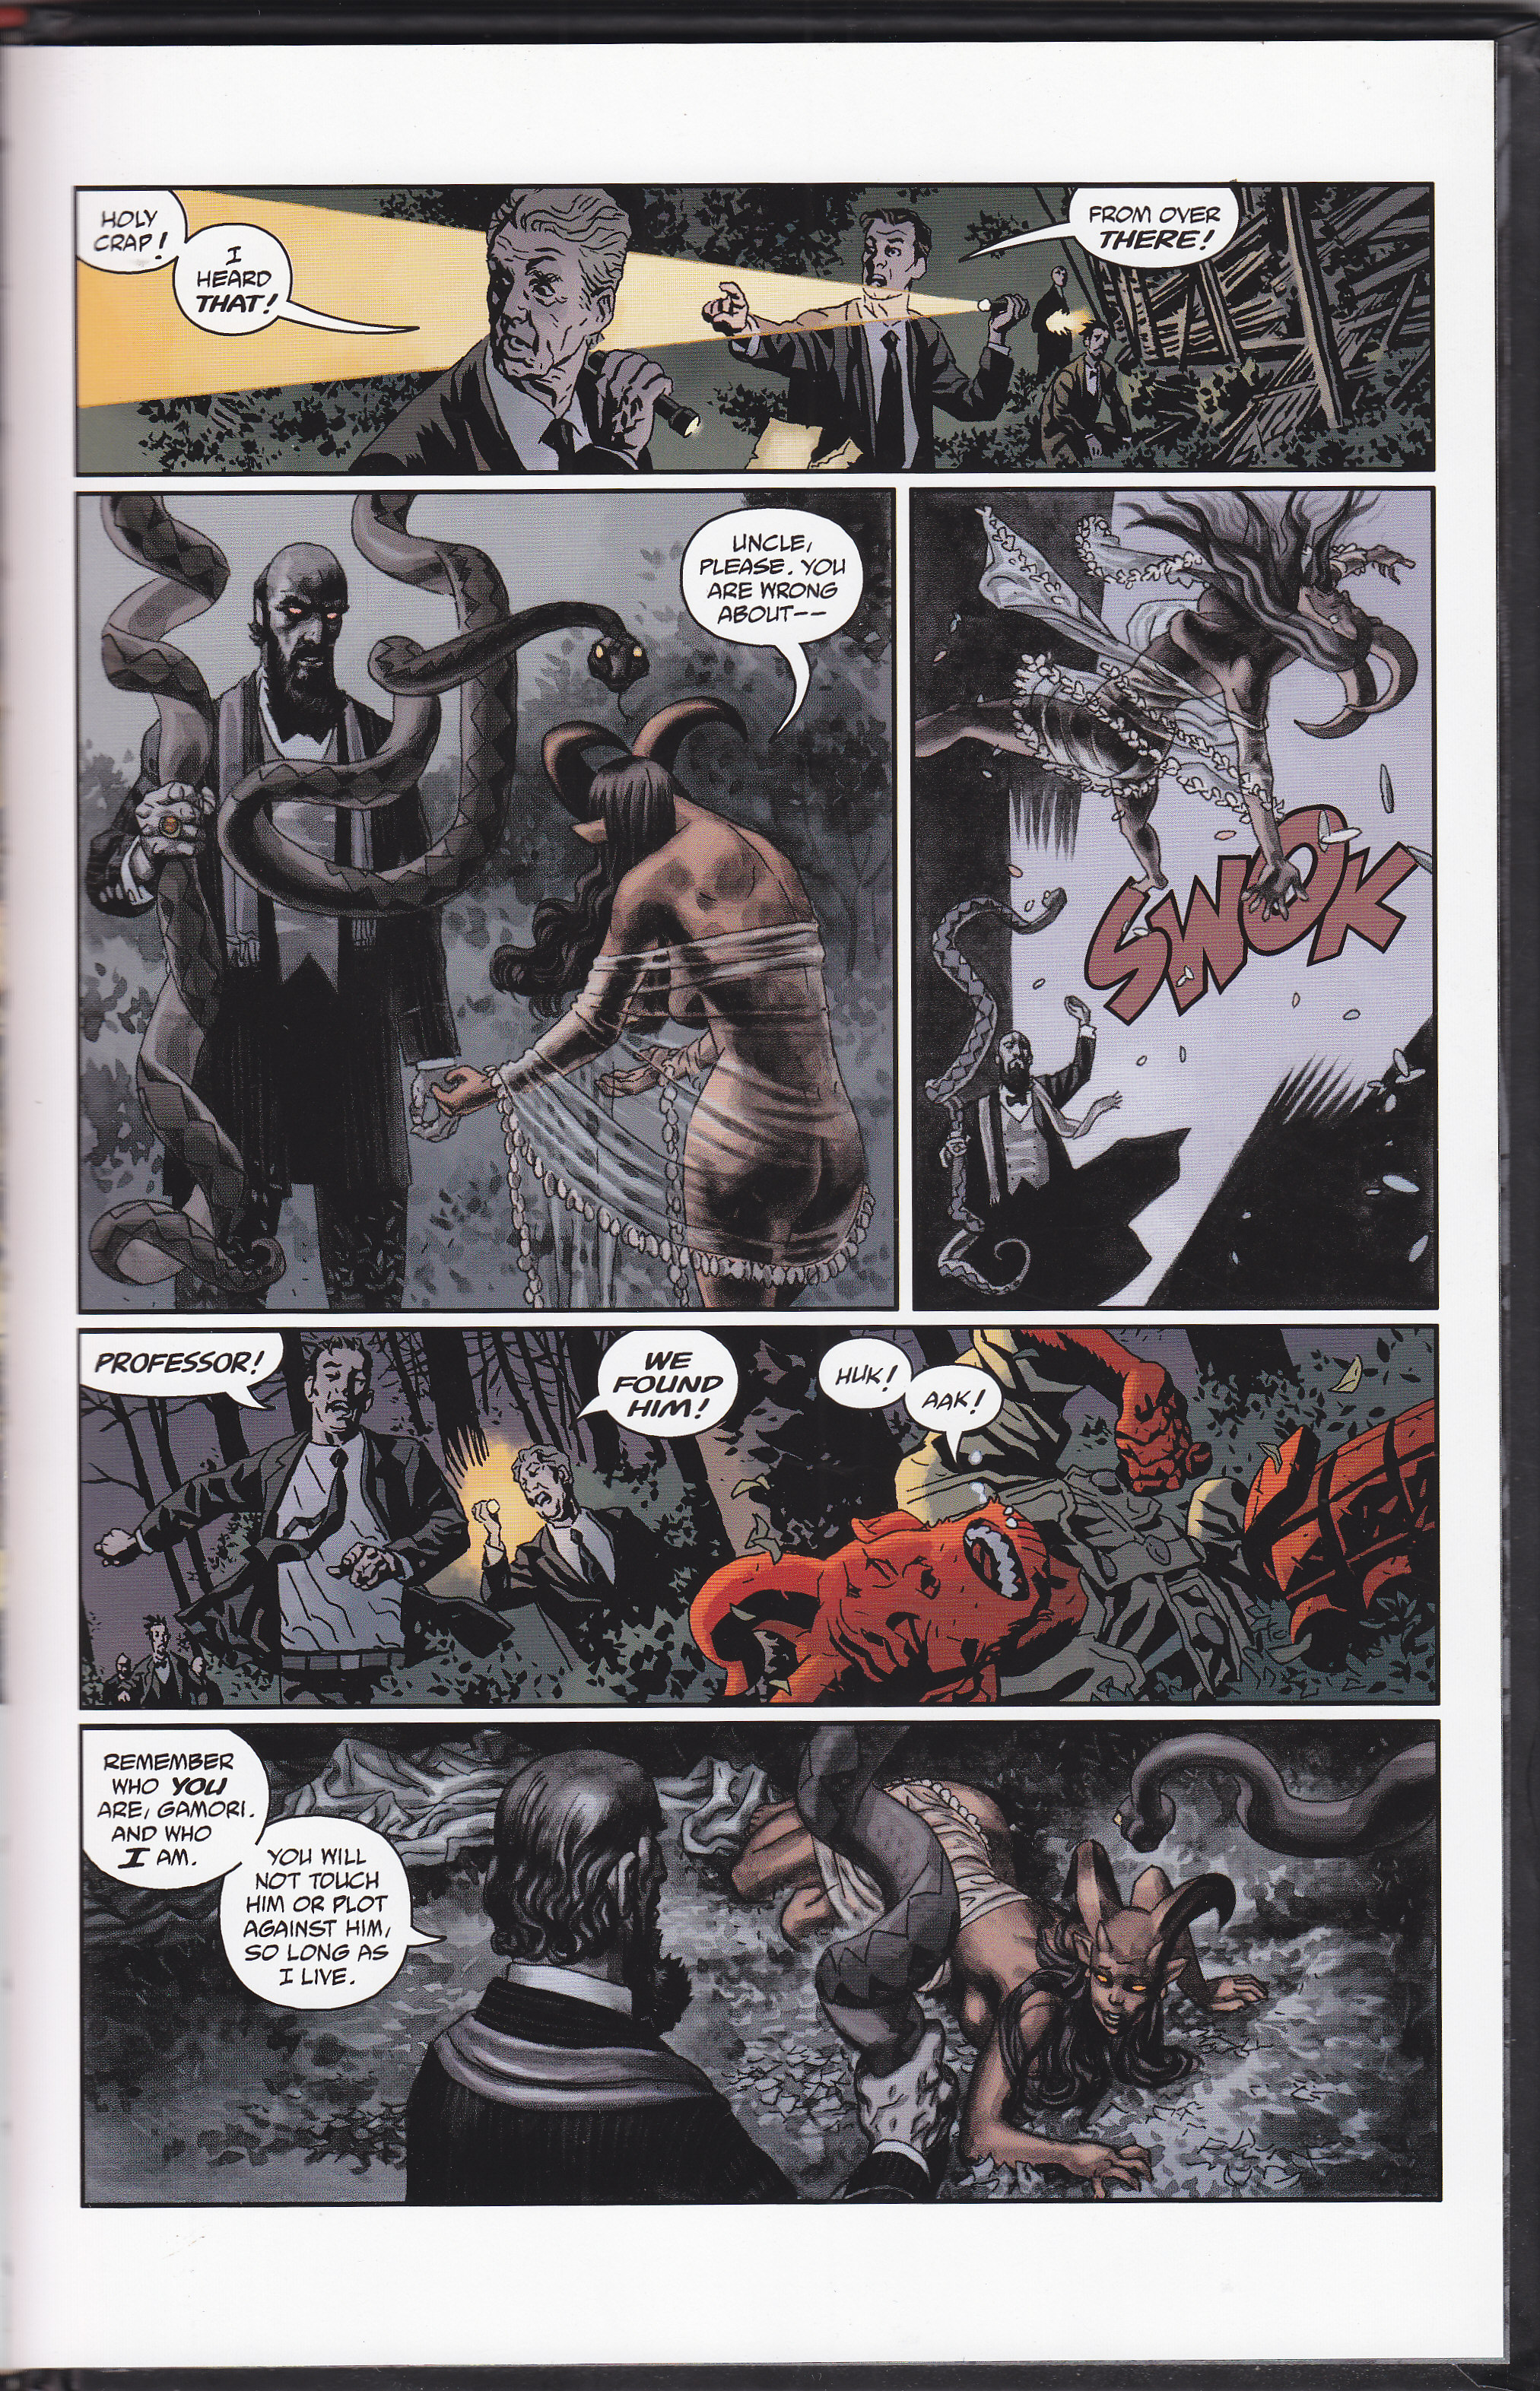 HOLY
CRAP!
I
HEARD
THAT!
FROM OVER
THERE!
UNCLE,
PLEASE. YOU
ARE WRONG
ABOUT--
SWOK
PROFESSOR!
WE
FOUND
HIM!
HUK!
AAK!
REMEMBER
WHO YOU
ARE, GAMORI.
AND WHO
I AM.
YOU WILL
NOT TOUCH
HIM OR PLOT
AGAINST HIM,
SO LONG AS
I LIVE.